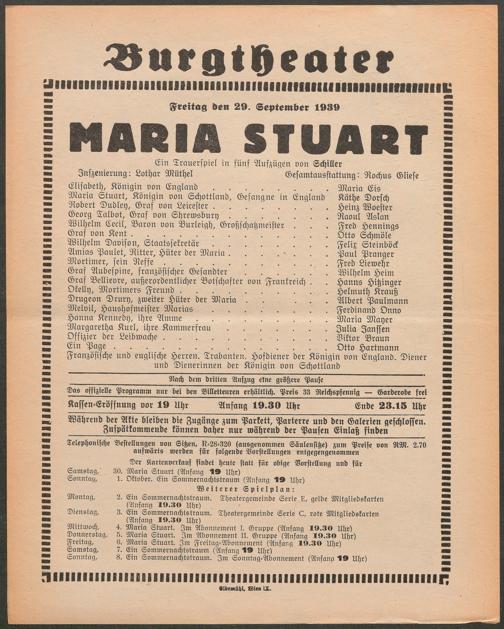 Burgtheater
Freitag den 29. September 1939
MARIA STUART
Ein Trauerspiel in fünf Aufzügen von Schiller
Inszenierung: Lothar Müthel Gesamtausstattung: Rochus Gliese
Elisabeth, Königin von England . . . . . . . . . Maria Eis
Maria Stuart, Königin von Schottland, Gefangne in England Käthe Dorsch
Robert Dudley, Graf von Leicester . . . . . . . . Heinz Woester
Georg Talbot, Graf von Shrewsbury . . . . . . . Raoul Aslan
Wilhelm Cecil, Baron von Burleigh, Großschatzmeister . . . Fred Hennings
Graf von Kent . . . . . . . . . . . . Otto Schmöle
Wilhelm Davison, Staatssekretär . . . . . . . . Felix Steinböck
Amias Paulet, Ritter, Hüter der Maria . . . . . . . Paul Pranger
Mortimer, sein Neffe . . . . . . . . . . . Fred Liewehr
Graf Aubespine, französischer Gesandter . . . . . . Wilhelm Heim
Graf Bellievre, außerordentlicher Botschafter von Frankreich . . Hanns Hitzinger
Okelly, Mortimers Freund . . . . . . . . . . Helmuth Krauß
Drugeon Drury, zweiter Hüter der Maria . . . . . . Albert Paulmann
Melvil, Haushofmeister Marias . . . . . . . . . Ferdinand Onno
Hanna Kennedy, ihre Amme . . . . . . . . . Maria Mayer
Margaretha Kurl, ihre Kammerfrau . . . . . . . . Julia Janssen
Offizier der Leibwache . . . . . . . . . . Viktor Braun
Ein Page . . . . . . . . . . . . . Otto Hartmann
Französische und englische Herren. Trabanten. Hofdiener der Königin von England. Diener
und Dienerinnen der Königin von Schottland
Nach dem dritten Aufzug eine größere Pause
Das offizielle Programm nur bei den Billetteuren erhältlich. Preis 33 Reichspfennig — Garderobe frei
Kassen-Eröffnung vor 19 Uhr Anfang 19.30 Uhr Ende 23.15 Uhr
Während der Akte bleiben die Zugänge zum Parkett, Parterre und den Galerien geschlossen.
Zuspätkommende können daher nur während der Pausen Einlaß finden
Telephonische Bestellungen von Sitzen, R-28-320 (ausgenommen Säulensitze) zum Preise von RM. 2.70
aufwärts werden für folgende Vorstellungen entgegengenommen
Der Kartenverkauf findet heute statt für obige Vorstellung und für
Samstag, 30. Maria Stuart (Anfang 19 Uhr)
Sonntag, 1. Oktober. Ein Sommernachtstraum (Anfang 19 Uhr)
Weiterer Spielplan:
Montag, 2. Ein Sommernachtstraum. Theatergemeinde Serie E, gelbe Mitgliedskarten
(Anfang 19.30 Uhr)
Dienstag, 3. Ein Sommernachtstraum. Theatergemeinde Serie C, rote Mitgliedskarten
(Anfang 19.30 Uhr)
Mittwoch, 4. Maria Stuart. Im Abonnement I. Gruppe (Anfang 19.30 Uhr)
Donnerstag, 5. Maria Stuart. Im Abonnement II. Gruppe (Anfang 19.30 Uhr)
Freitag, 6. Maria Stuart. Im Freitag-Abonnement (Anfang 19.30 Uhr)
Samstag, 7. Ein Sommernachtstraum (Anfang 19 Uhr)
Sonntag, 8. Ein Sommernachtstraum. Im Sonntag-Abonnement (Anfang 19 Uhr)
Elbemühl, Wien IX.